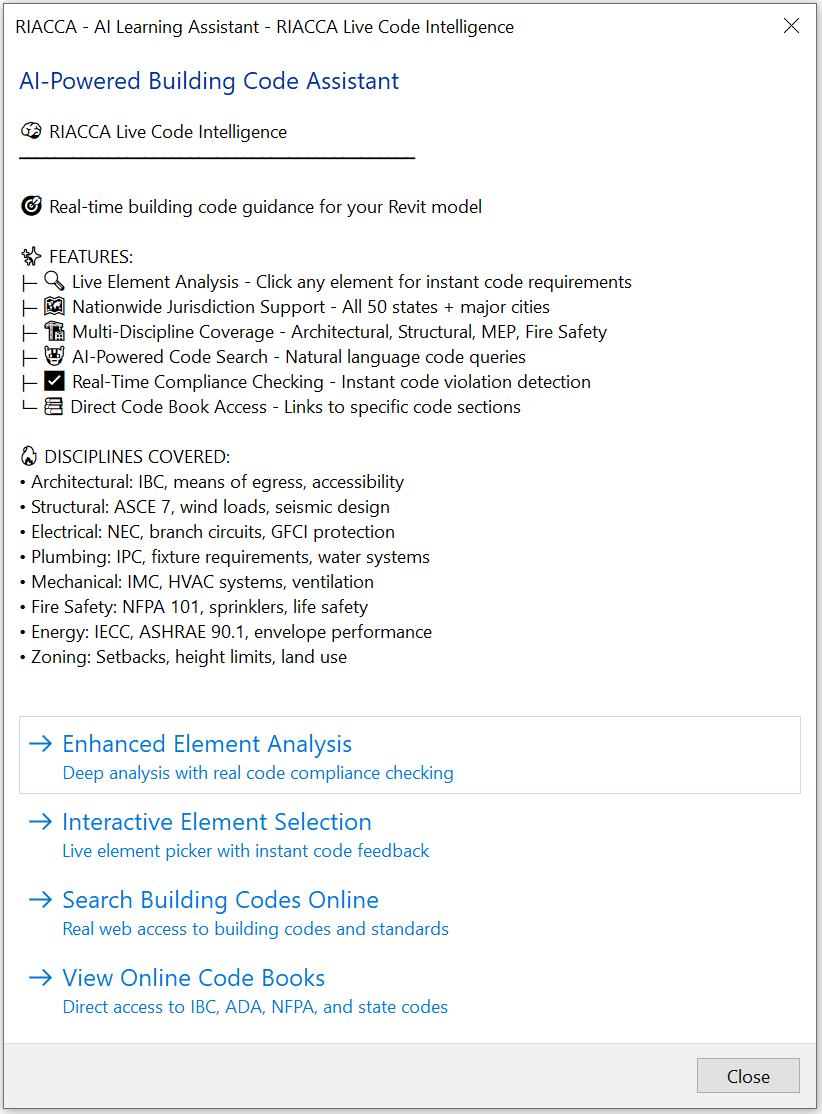 RIACCA - AI Learning Assistant - RIACCA Live Code Intelligence
AI-Powered Building Code Assistant
RIACCA Live Code Intelligence
Real-time building code guidance for your Revit model
FEATURES:
├─ 🔍 Live Element Analysis - Click any element for instant code requirements
├─ 🗺 Nationwide Jurisdiction Support - All 50 states + major cities
├─ 🏗 Multi-Discipline Coverage - Architectural, Structural, MEP, Fire Safety
├─ AI-Powered Code Search - Natural language code queries
├─ ✅ Real-Time Compliance Checking - Instant code violation detection
└─ 📚 Direct Code Book Access - Links to specific code sections
DISCIPLINES COVERED:
• Architectural: IBC, means of egress, accessibility
• Structural: ASCE 7, wind loads, seismic design
• Electrical: NEC, branch circuits, GFCI protection
• Plumbing: IPC, fixture requirements, water systems
• Mechanical: IMC, HVAC systems, ventilation
• Fire Safety: NFPA 101, sprinklers, life safety
• Energy: IECC, ASHRAE 90.1, envelope performance
• Zoning: Setbacks, height limits, land use
→ Enhanced Element Analysis
Deep analysis with real code compliance checking
→ Interactive Element Selection
Live element picker with instant code feedback
→ Search Building Codes Online
Real web access to building codes and standards
→ View Online Code Books
Direct access to IBC, ADA, NFPA, and state codes
Close